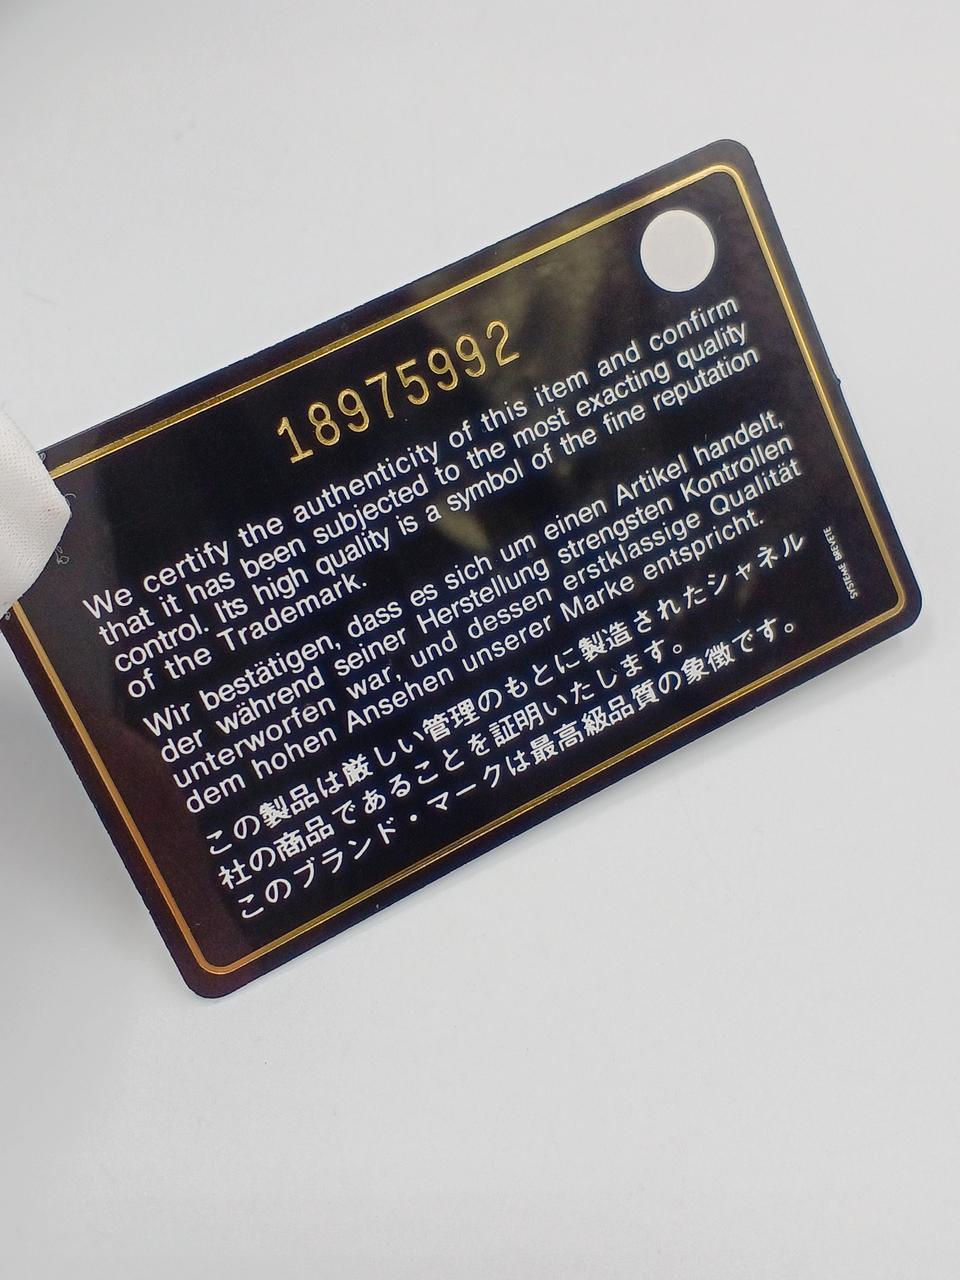 18975992
We certify the authenticity of this item and confirm
that it has been subjected to the most exacting quality
control. Its high quality is a symbol of the fine reputation
of the Trademark.
Wir bestätigen, dass es sich um einen Artikel handelt,
der während seiner Herstellung strengsten Kontrollen
unterworfen war, und dessen erstklassige Qualität
dem hohen Ansehen unserer Marke entspricht.
この製品は厳しい管理のもとに製造されたシャネル
社の商品であることを証明いたします。
このブランド・マークは最高級品質の象徴です。
SYSTEME BREVETE